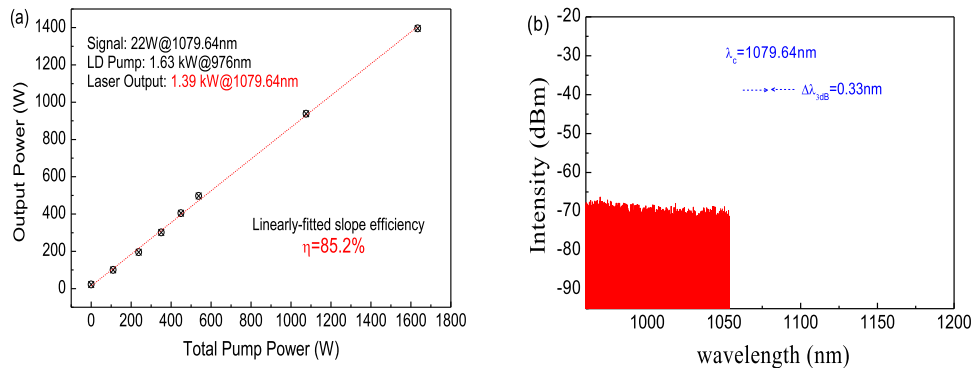 (a)
1400
1200
1000
800
600
400
200
0
Output Power (W)
Signal: 22W@1079.64nm
LD Pump: 1.63 kW@976nm
Laser Output: 1.39 kW@1079.64nm
Linearly-fitted slope efficiency
η=85.2%
0 200 400 600 800 1000 1200 1400 1600 1800
Total Pump Power (W)
(b)
-20
-30
-40
-50
-60
-70
-80
-90
Intensity (dBm)
λc=1079.64nm
Δλ3dB=0.33nm
1000 1050 1100 1150 1200
wavelength (nm)